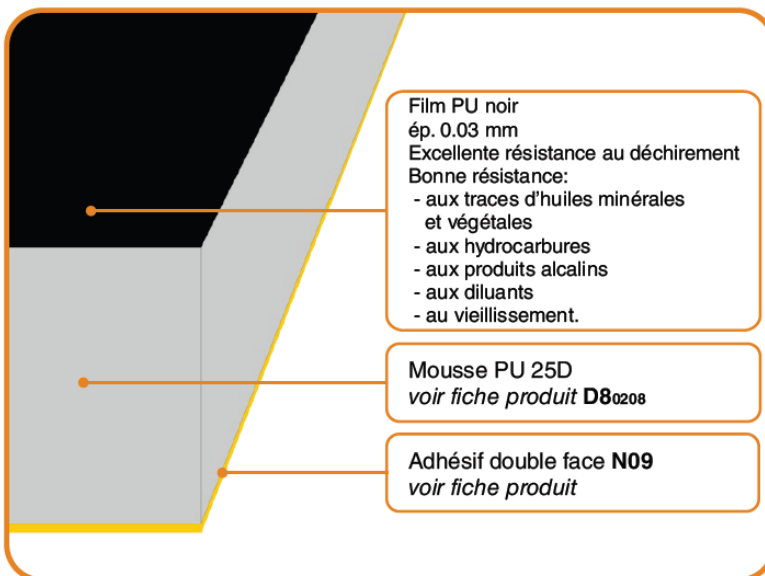 Film PU noir
ép. 0.03 mm
Excellente résistance au déchirement
Bonne résistance:
- aux traces d'huiles minérales
et végétales
- aux hydrocarbures
- aux produits alcalins
- aux diluants
- au vieillissement.
Mousse PU 25D
voir fiche produit D80208
Adhésif double face N09
voir fiche produit